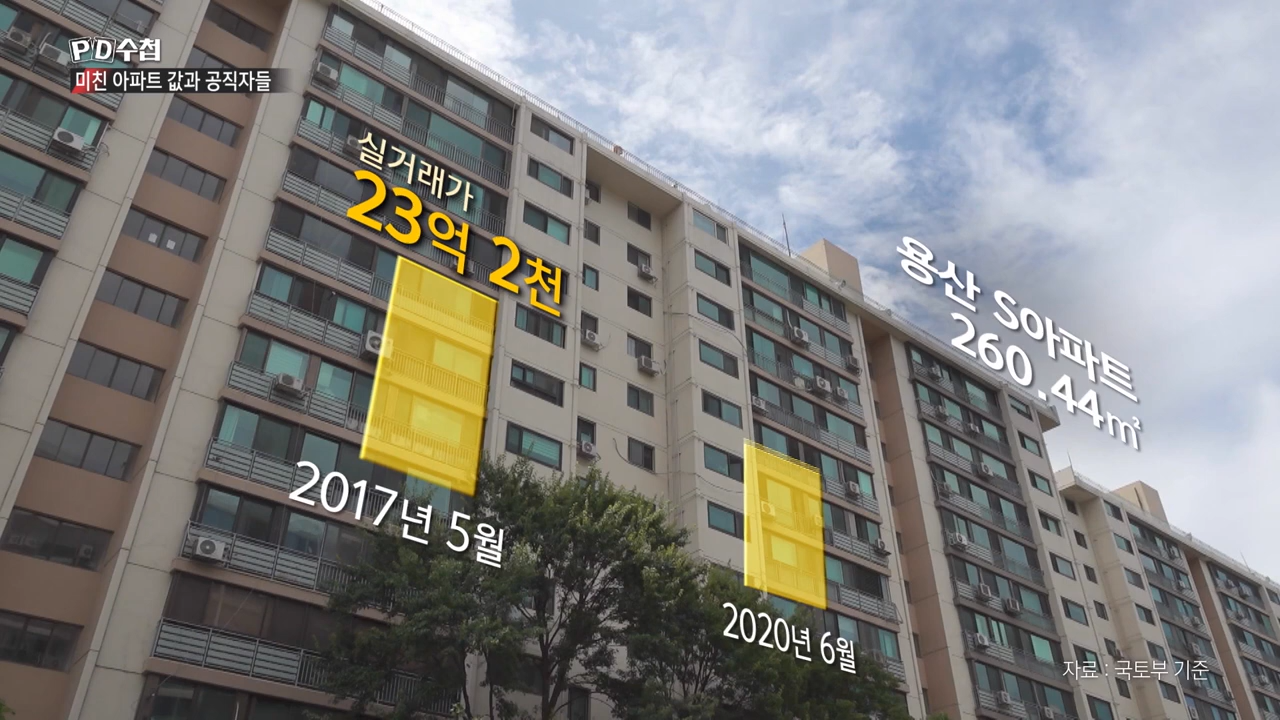 PD수첩
미친 아파트 값과 공직자들
실거래가
23억 2천
2017년 5월
2020년 6월
용산 S아파트
260.44㎡
자료 : 국토부 기준